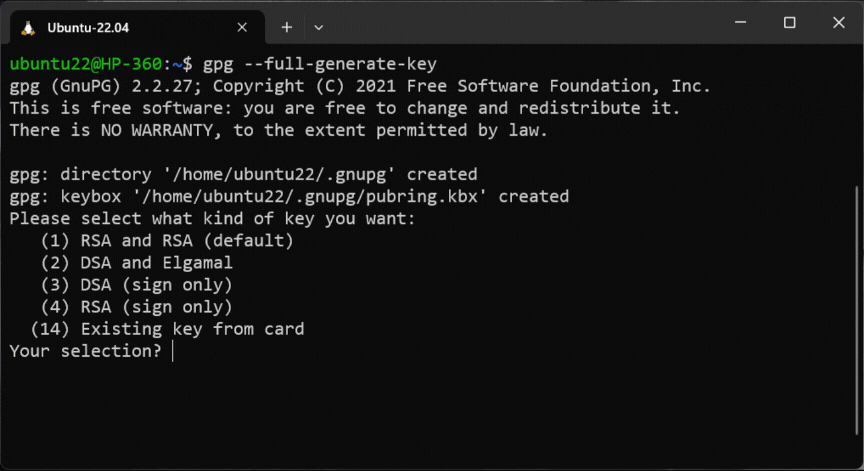 Ubuntu-22.04
ubuntu22@HP-360:~$ gpg --full-generate-key
gpg (GnuPG) 2.2.27; Copyright (C) 2021 Free Software Foundation, Inc.
This is free software: you are free to change and redistribute it.
There is NO WARRANTY, to the extent permitted by law.

gpg: directory '/home/ubuntu22/.gnupg' created
gpg: keybox '/home/ubuntu22/.gnupg/pubring.kbx' created
Please select what kind of key you want:
   (1) RSA and RSA (default)
   (2) DSA and Elgamal
   (3) DSA (sign only)
   (4) RSA (sign only)
  (14) Existing key from card
Your selection?